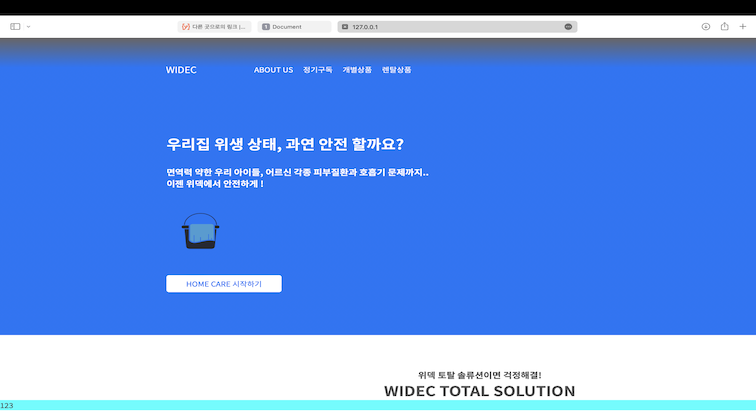 다른 곳으로의 링크 |...
Document
127.0.0.1
WIDEC ABOUT US 정기구독 개별상품 렌탈상품
우리집 위생 상태, 과연 안전 할까요?
면역력 약한 우리 아이들, 어르신 각종 피부질환과 호흡기 문제까지..
이젠 위덱에서 안전하게 !
HOME CARE 시작하기
위덱 토탈 솔류션이면 걱정해결!
WIDEC TOTAL SOLUTION
123